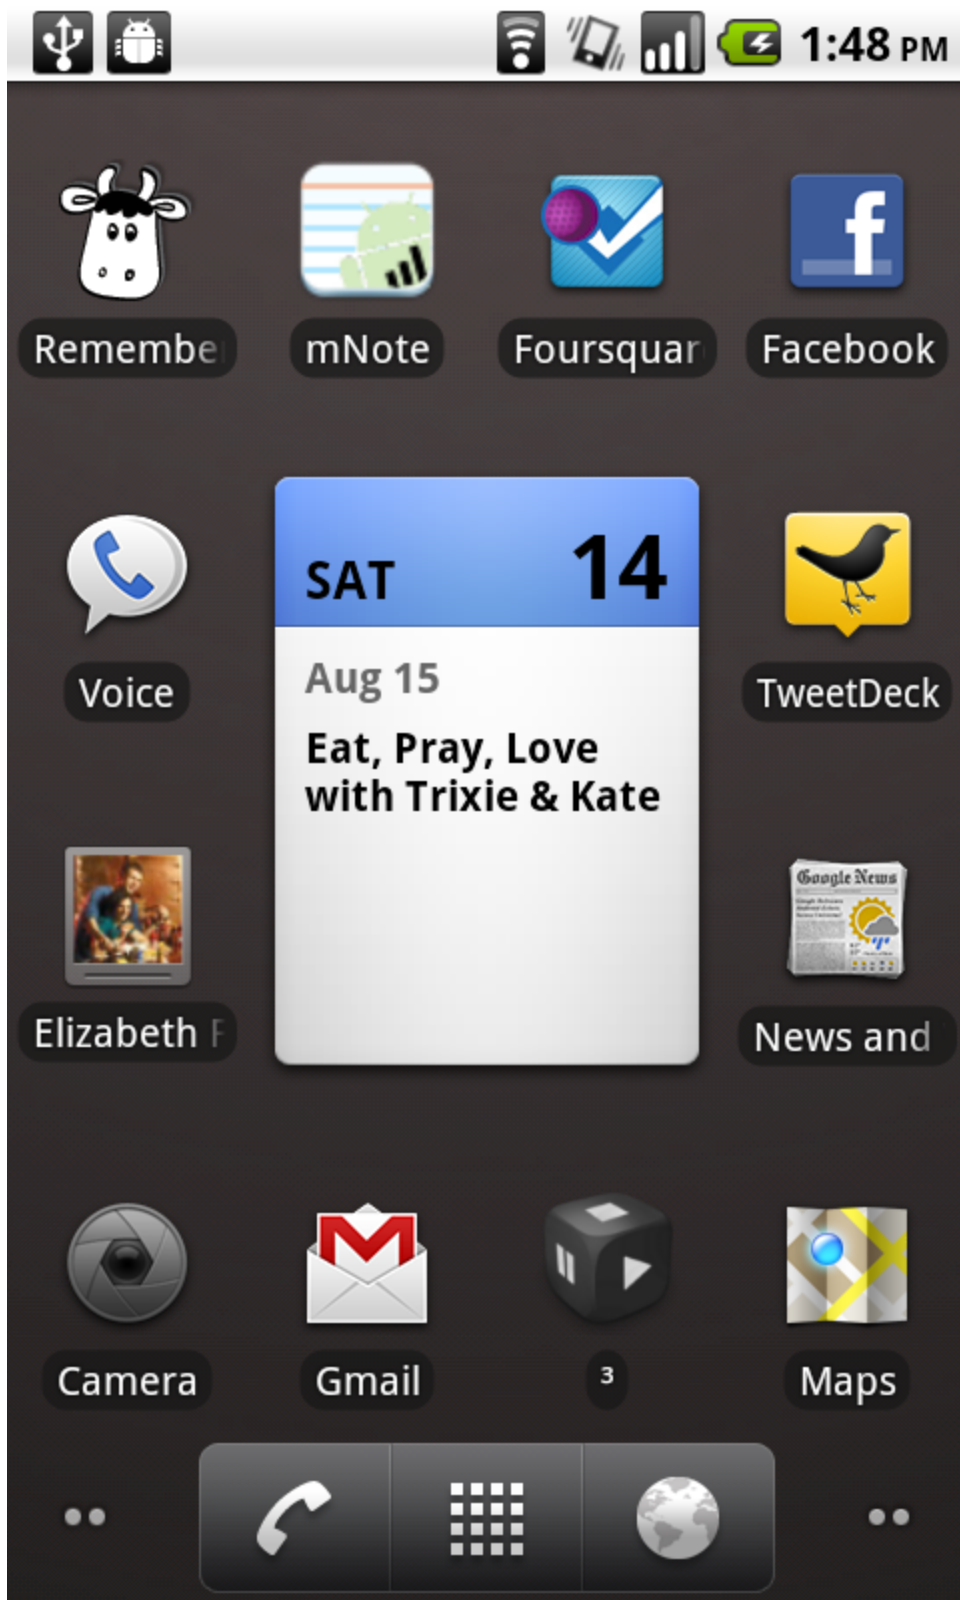 1:48 PM
Remembe
mNote
Foursquar
Facebook
SAT 14
Aug 15
Eat, Pray, Love
with Trixie & Kate
Voice
TweetDeck
Google News
Elizabeth F
News and
Camera
Gmail
3
Maps